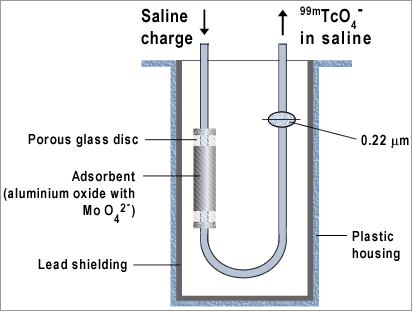 Saline
charge
⁹⁹ᵐTcO₄⁻
in saline
Porous glass disc
0.22 µm
Adsorbent
(aluminium oxide with
Mo O₄²⁻)
Plastic
housing
Lead shielding